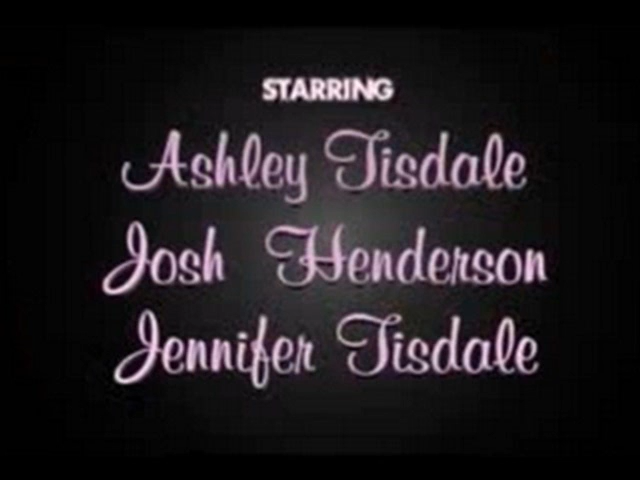 STARRING
Ashley Tisdale
Josh Henderson
Jennifer Tisdale